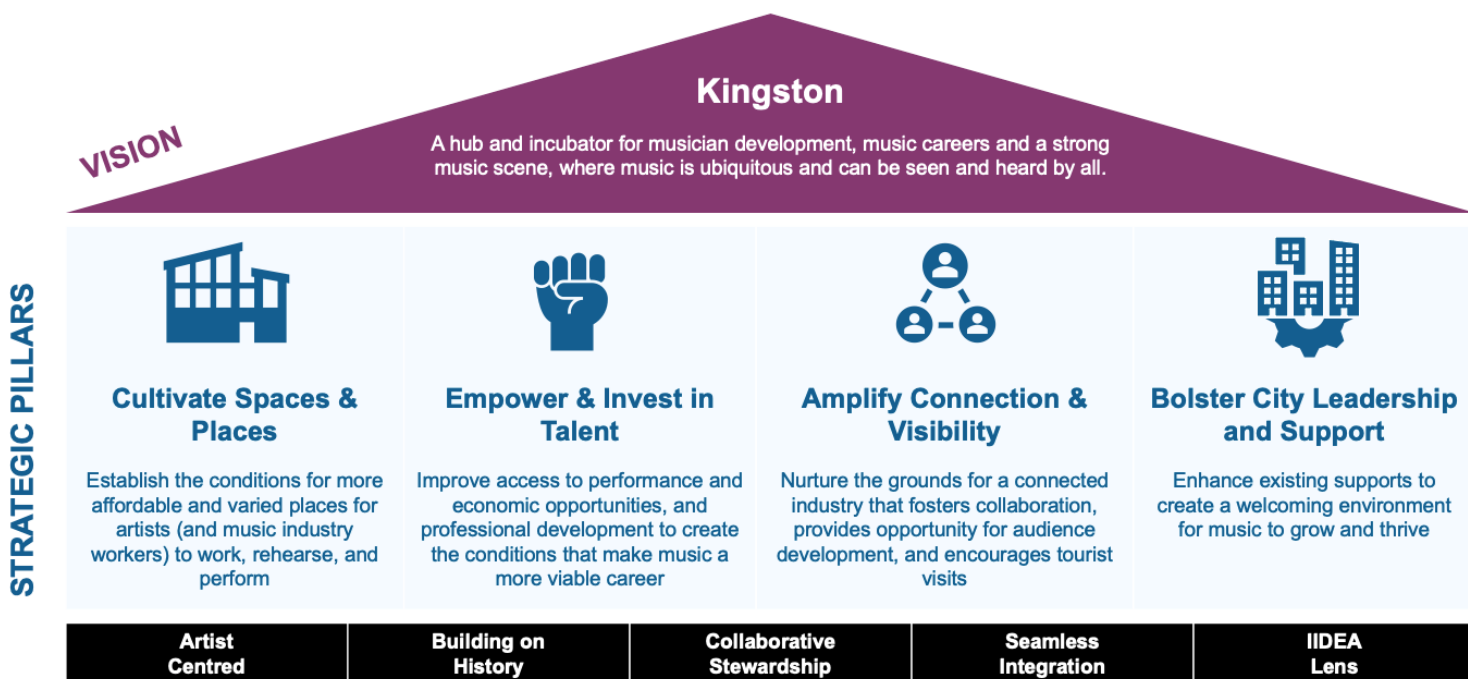 Kingston
VISION
A hub and incubator for musician development, music careers and a strong
music scene, where music is ubiquitous and can be seen and heard by all.
STRATEGIC PILLARS
Cultivate Spaces &
Places
Establish the conditions for more
affordable and varied places for
artists (and music industry
workers) to work, rehearse, and
perform
Empower & Invest in
Talent
Improve access to performance and
economic opportunities, and
professional development to create
the conditions that make music a
more viable career
Amplify Connection &
Visibility
Nurture the grounds for a connected
industry that fosters collaboration,
provides opportunity for audience
development, and encourages tourist
visits
Bolster City Leadership
and Support
Enhance existing supports to
create a welcoming environment
for music to grow and thrive
Artist
Centred
Building on
History
Collaborative
Stewardship
Seamless
Integration
IIDEA
Lens